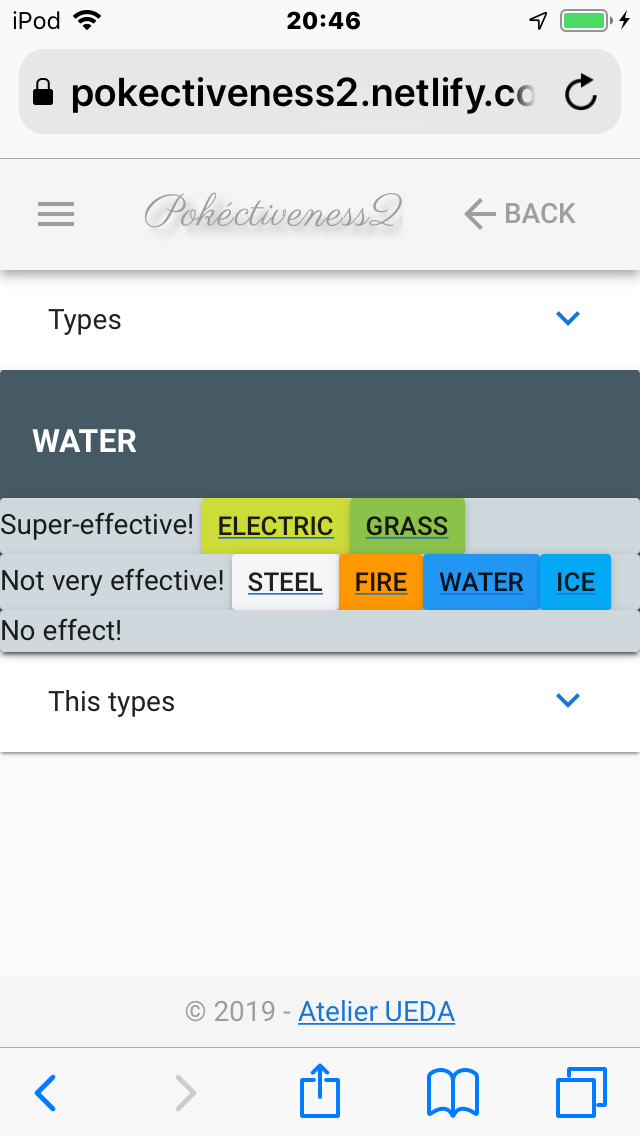 iPod 20:46
pokectiveness2.netlify.co
Pokéctiveness2 BACK
Types
WATER
Super-effective! ELECTRIC GRASS
Not very effective! STEEL FIRE WATER ICE
No effect!
This types
© 2019 - Atelier UEDA